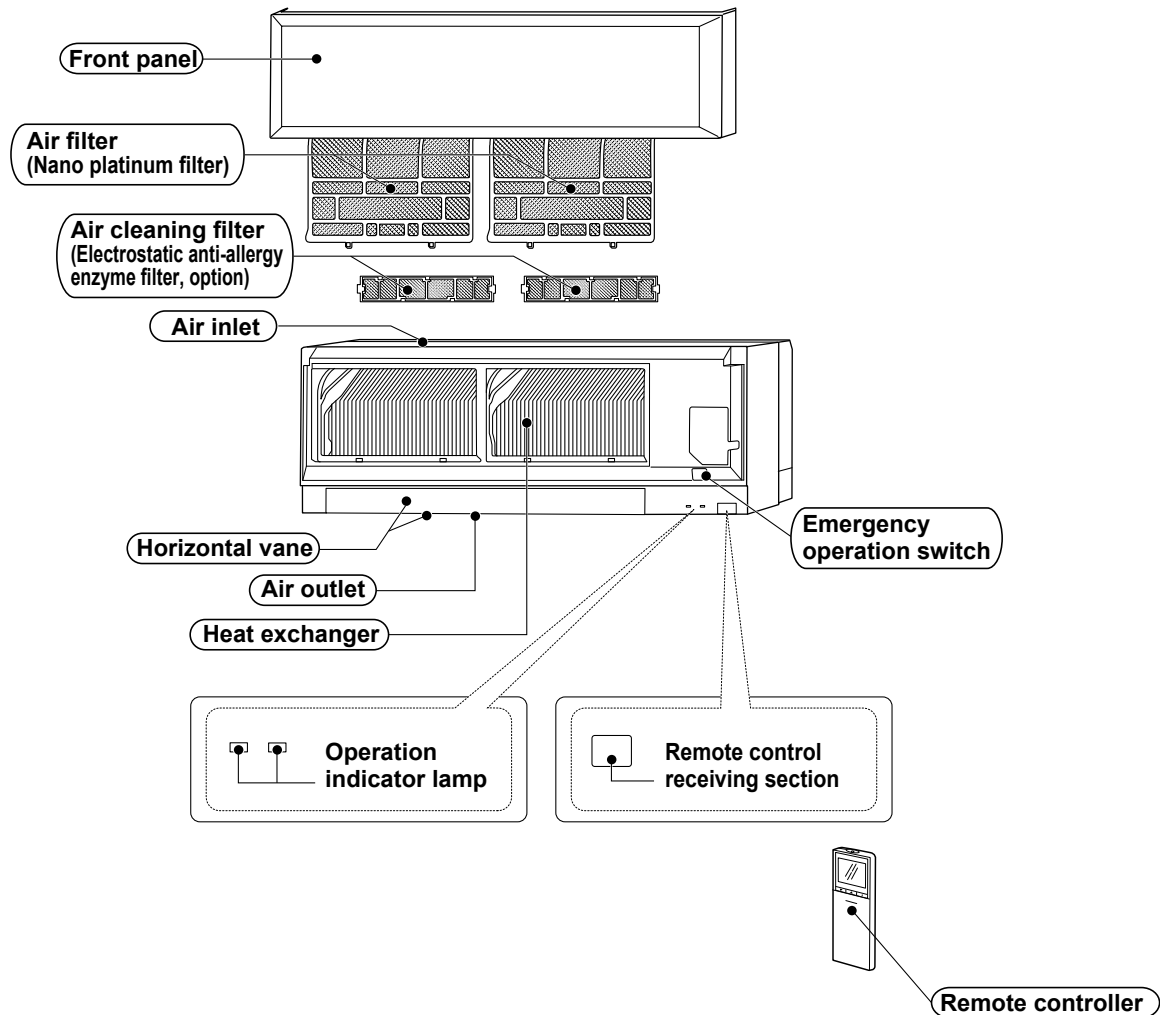 Front panel
Air filter
(Nano platinum filter)
Air cleaning filter
(Electrostatic anti-allergy
enzyme filter, option)
Air inlet
Emergency
operation switch
Horizontal vane
Air outlet
Heat exchanger
Operation
indicator lamp
Remote control
receiving section
Remote controller